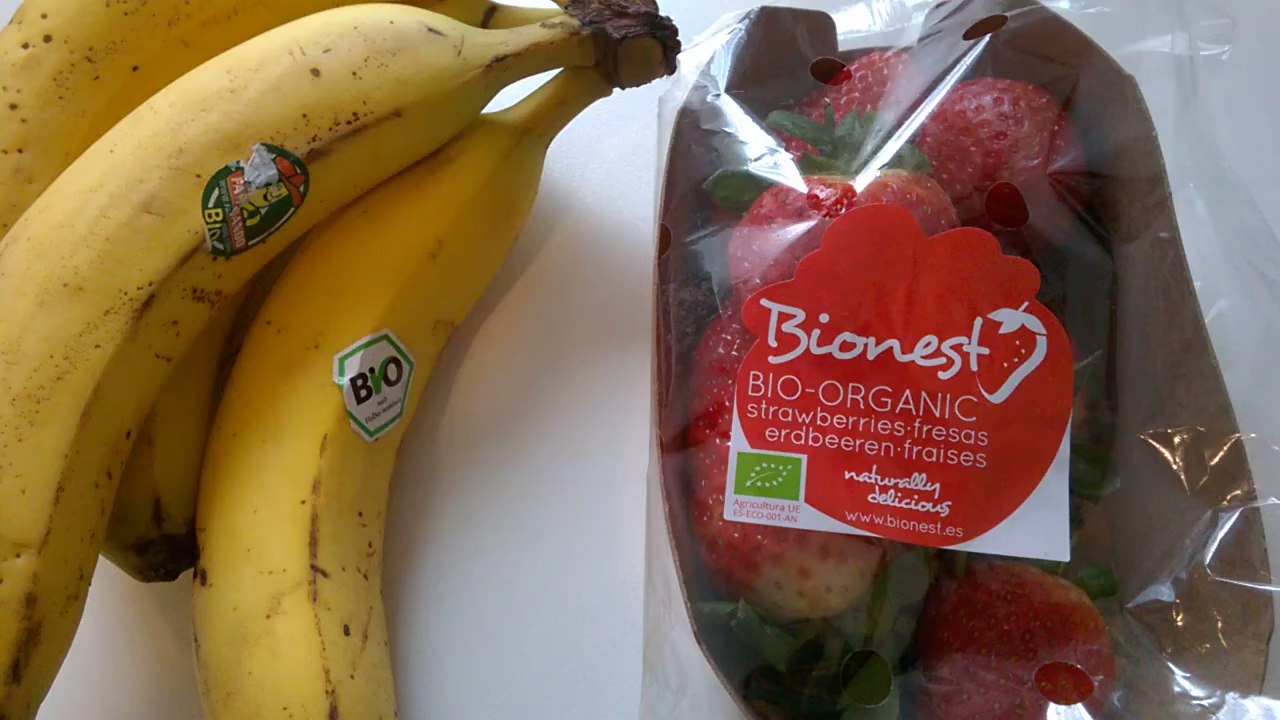 Bio
BiO
nach
Bionest
BIO-ORGANIC
strawberries·fresas
erdbeeren·fraises
naturally
delicious
www.bionest.es
Agricultura UE
ES-ECO-001-AN